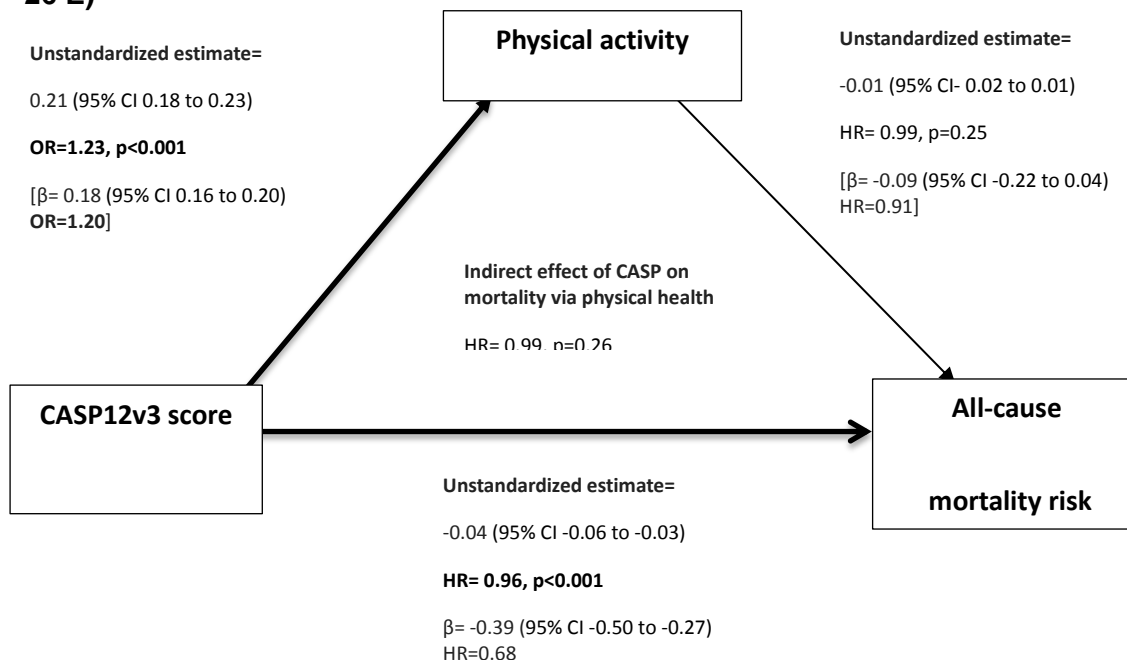 20 E)
Unstandardized estimate=
0.21 (95% CI 0.18 to 0.23)
OR=1.23, p<0.001
[β= 0.18 (95% CI 0.16 to 0.20)
OR=1.20]
Physical activity
Unstandardized estimate=
-0.01 (95% CI- 0.02 to 0.01)
HR= 0.99, p=0.25
[β= -0.09 (95% CI -0.22 to 0.04)
HR=0.91]
Indirect effect of CASP on
mortality via physical health
HR= 0.99, p=0.26
CASP12v3 score
All-cause
mortality risk
Unstandardized estimate=
-0.04 (95% CI -0.06 to -0.03)
HR= 0.96, p<0.001
β= -0.39 (95% CI -0.50 to -0.27)
HR=0.68